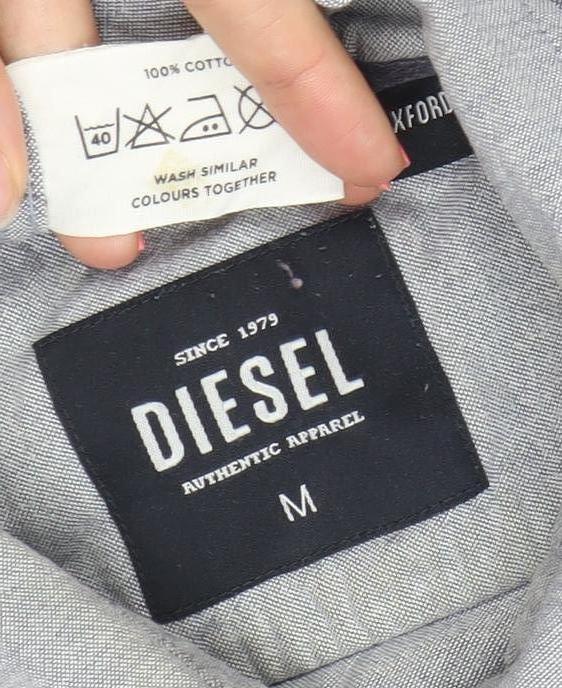 100% COTTO
40
WASH SIMILAR
COLOURS TOGETHER
XFORD
SINCE 1979
DIESEL
AUTHENTIC APPAREL
M